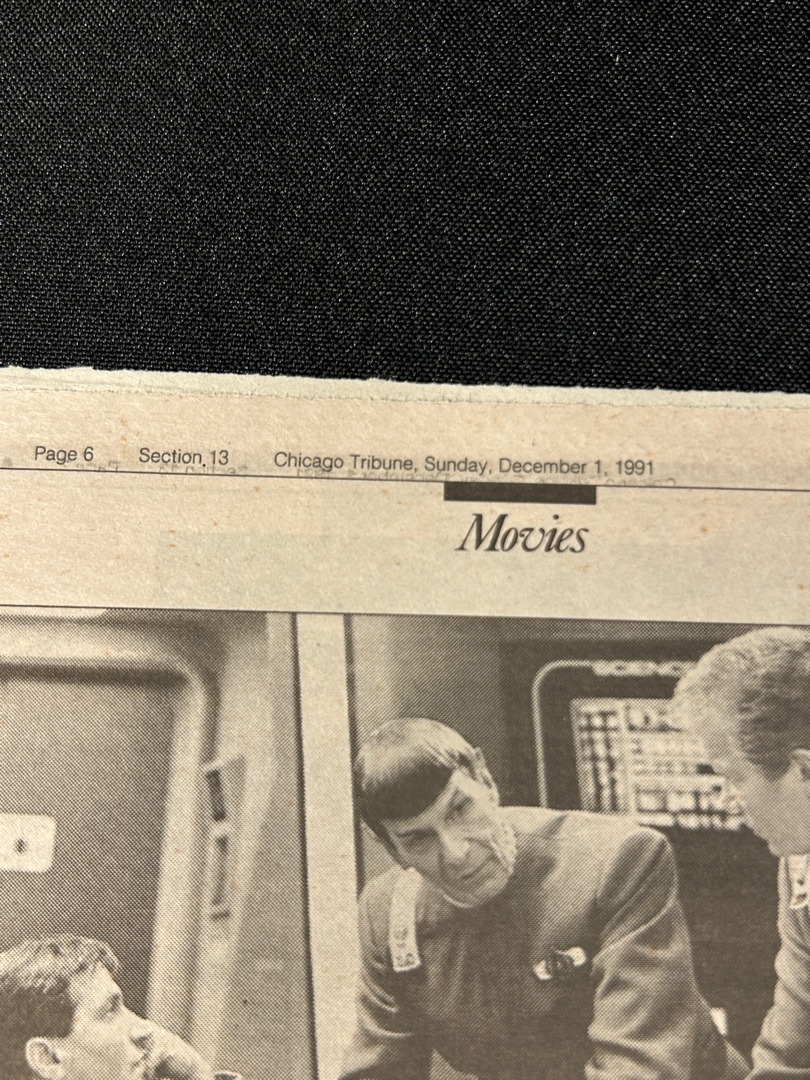 Page 6 Section 13 Chicago Tribune, Sunday, December 1, 1991
Movies